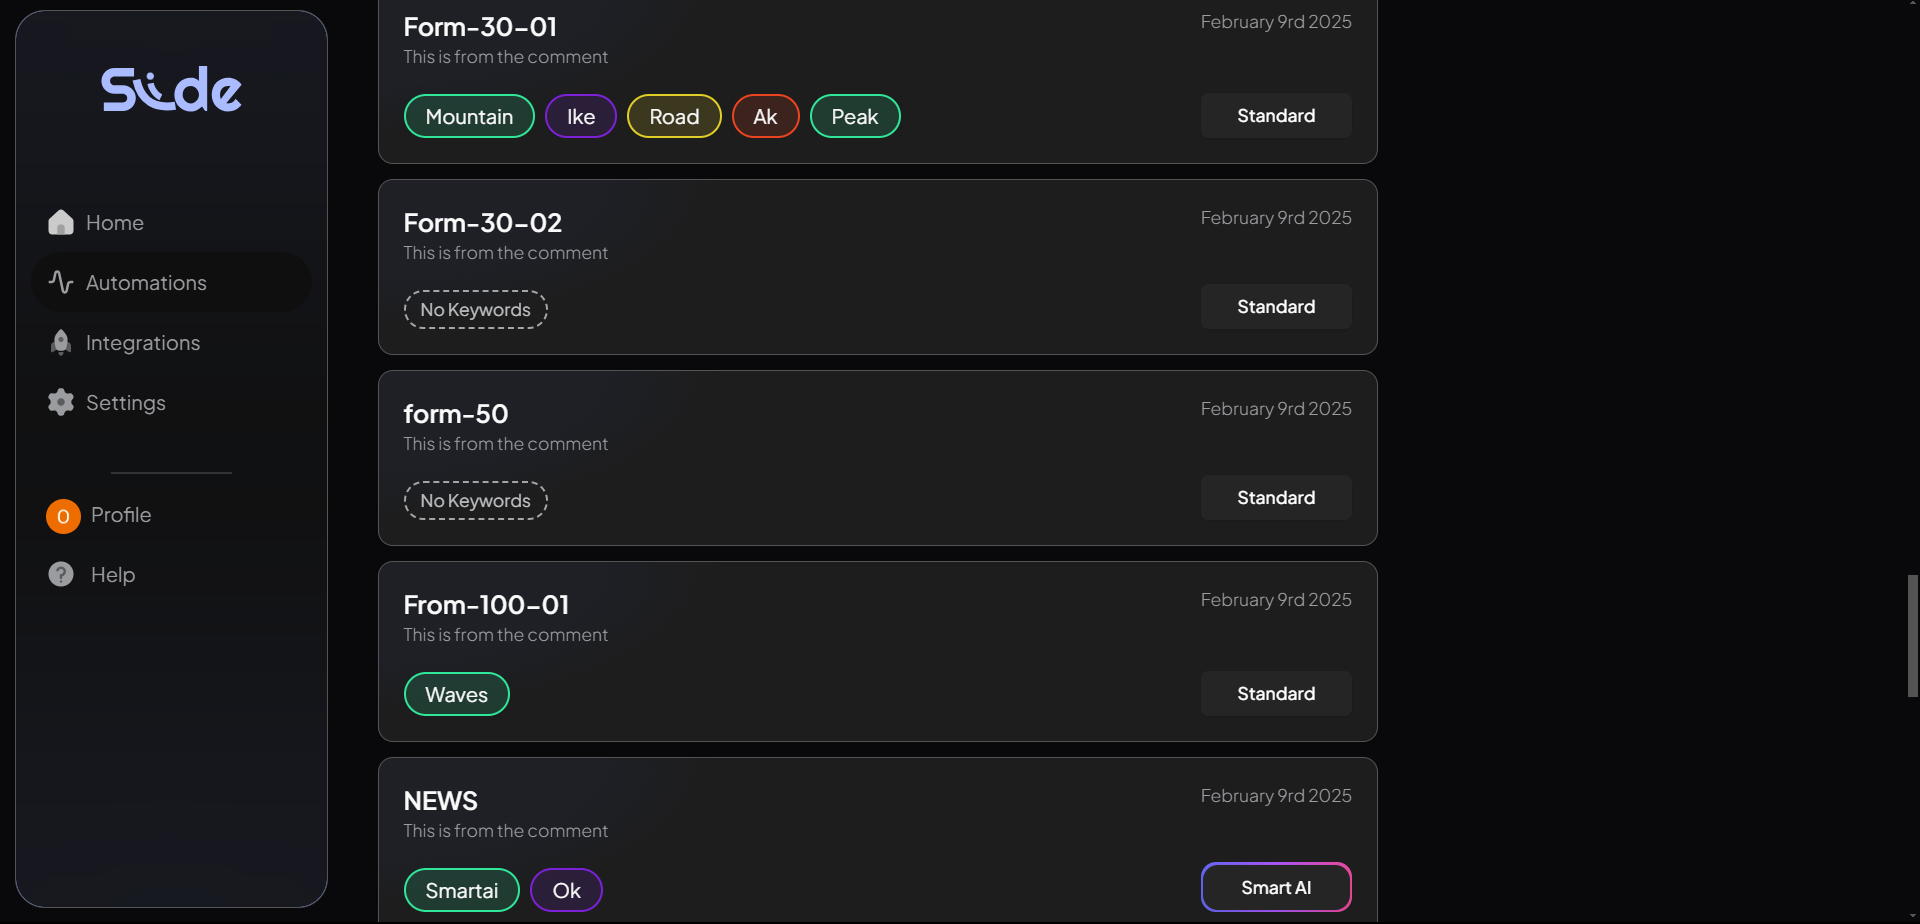 Slide
Home
Automations
Integrations
Settings
0
Profile
?
Help
Form-30-01
February 9rd 2025
This is from the comment
Mountain
Ike
Road
Ak
Peak
Standard
Form-30-02
February 9rd 2025
This is from the comment
No Keywords
Standard
form-50
February 9rd 2025
This is from the comment
No Keywords
Standard
From-100-01
February 9rd 2025
This is from the comment
Waves
Standard
NEWS
February 9rd 2025
This is from the comment
Smartai
Ok
Smart AI